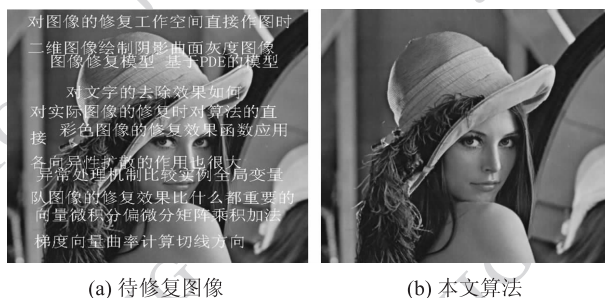 对图像的修复工作空间直接作图时
二维图像绘制阴影曲面灰度图像
图像修复模型 基于PDE的模型
对文字的去除效果如何
对实际图像的修复时对算法的直
接 彩色图像的修复效果函数应用
各向异性扩散的作用也很大
异常处理机制比较实例全局变量
队图像的修复效果比什么都重要的
向量微积分偏微分矩阵乘积加法
梯度向量曲率计算切线方向
(a) 待修复图像
(b) 本文算法